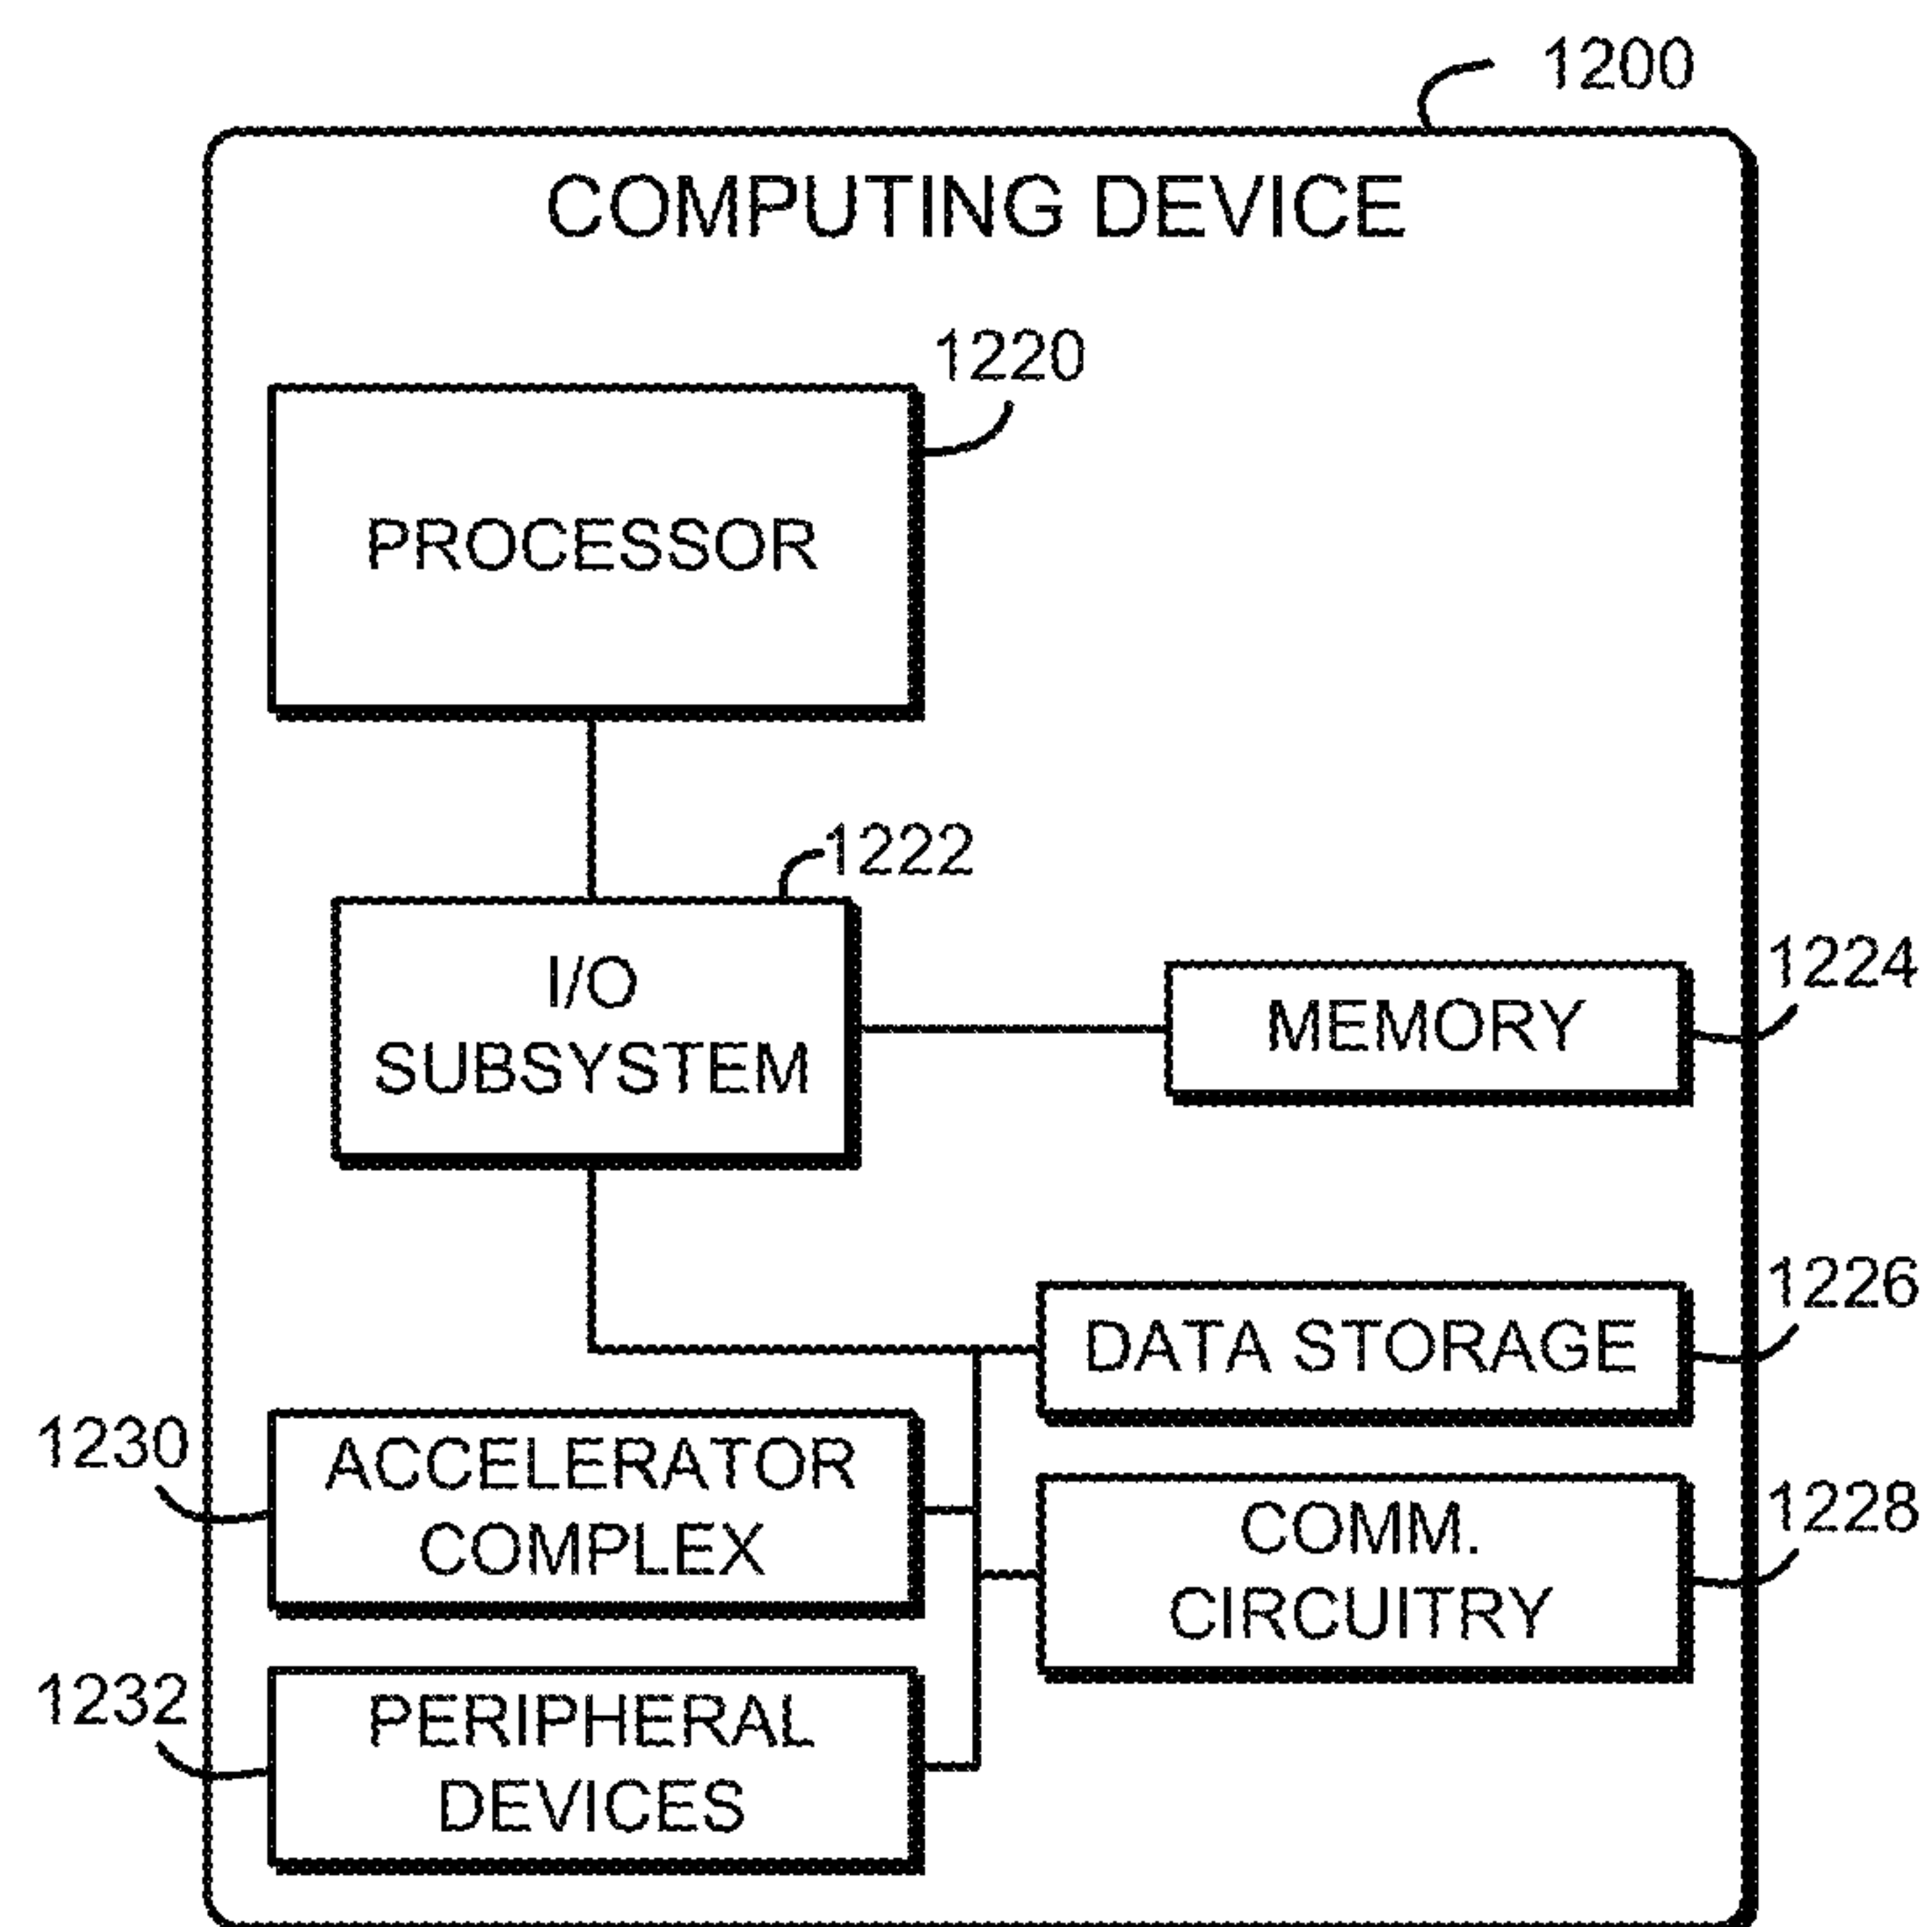 1200
COMPUTING DEVICE
1220
PROCESSOR
1222
I/O
SUBSYSTEM
1224
MEMORY
1226
DATA STORAGE
1230
ACCELERATOR
COMPLEX
1228
COMM.
CIRCUITRY
1232
PERIPHERAL
DEVICES